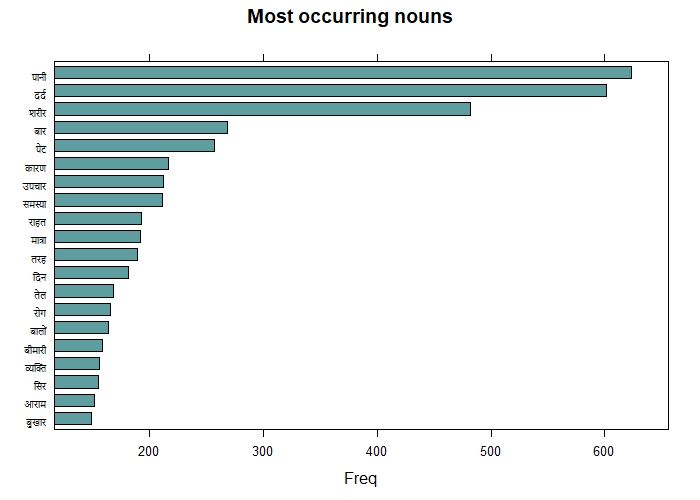 Most occurring nouns
पानी
दर्द
शरीर
बार
पेट
कारण
उपचार
समस्या
राहत
मात्रा
तरह
दिन
तेल
रोग
बालों
बीमारी
व्यक्ति
सिर
आराम
बुखार
200 300 400 500 600
Freq